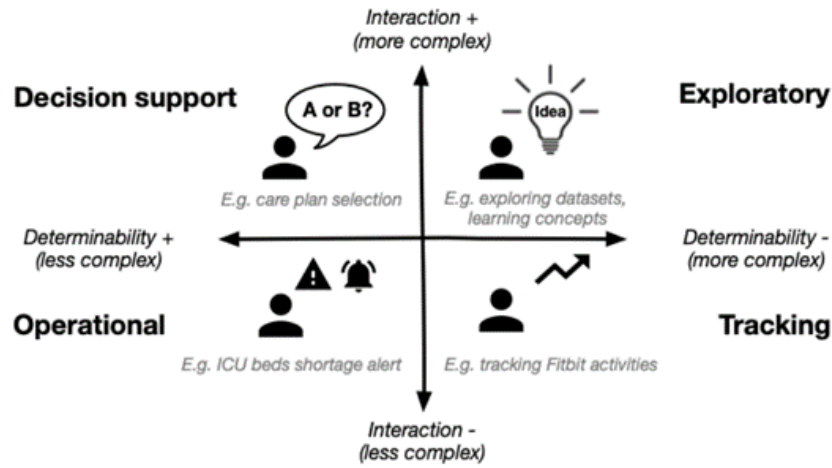 Interaction +
(more complex)
Decision support
A or B?
Idea
Exploratory
E.g. care plan selection
E.g. exploring datasets,
learning concepts
Determinability +
(less complex)
Determinability -
(more complex)
Operational
Tracking
E.g. ICU beds shortage alert
E.g. tracking Fitbit activities
Interaction -
(less complex)